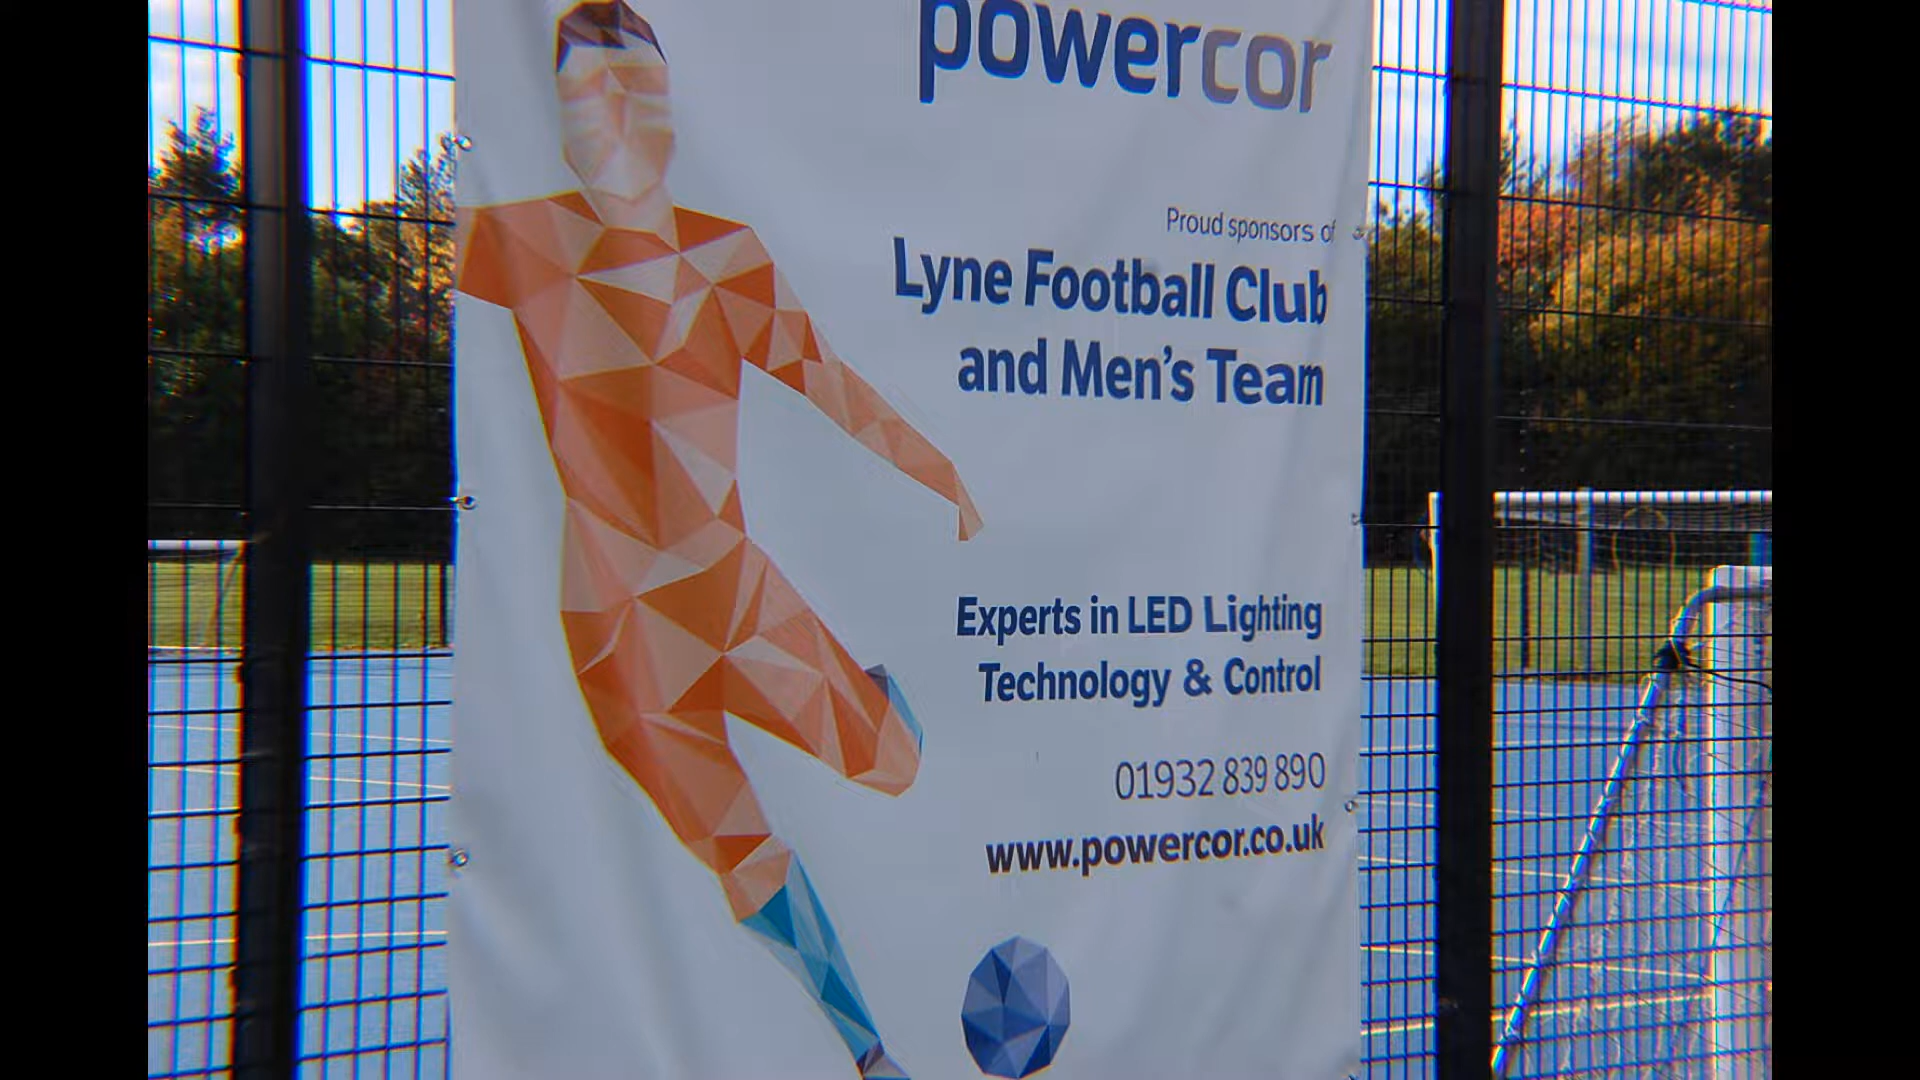 powercor
Proud sponsors of
Lyne Football Club
and Men's Team
Experts in LED Lighting
Technology & Control
01932 839 890
www.powercor.co.uk